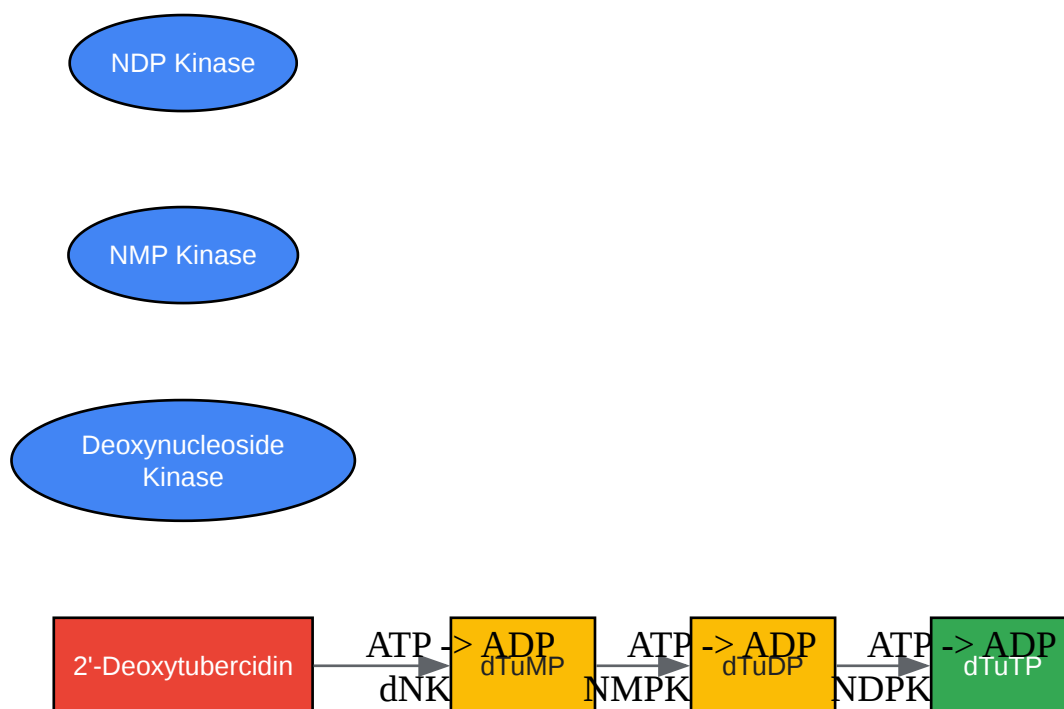 NDP Kinase
NMP Kinase
Deoxynucleoside
Kinase
2'-Deoxytubercidin
ATP -> ADP
dNK
dTuMP
ATP -> ADP
NMPK
dTuDP
ATP -> ADP
NDPK
dTuTP